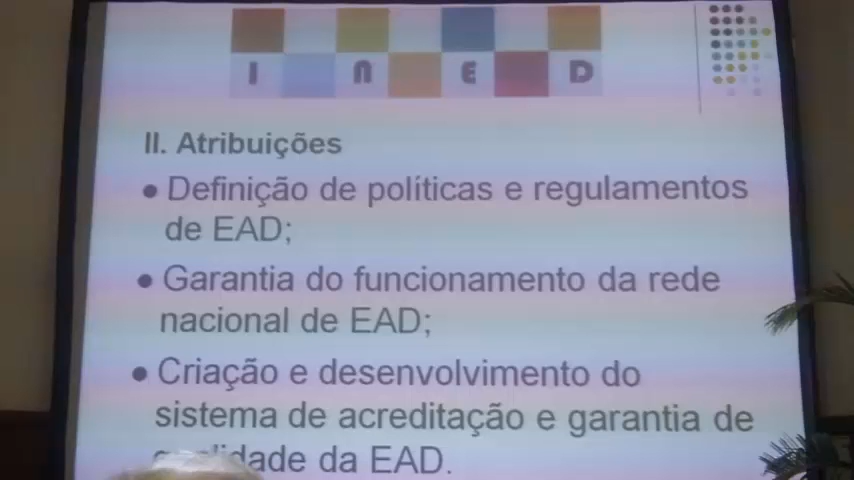 INED
II. Atribuições
● Definição de políticas e regulamentos
de EAD;
● Garantia do funcionamento da rede
nacional de EAD;
● Criação e desenvolvimento do
sistema de acreditação e garantia de
qualidade da EAD.